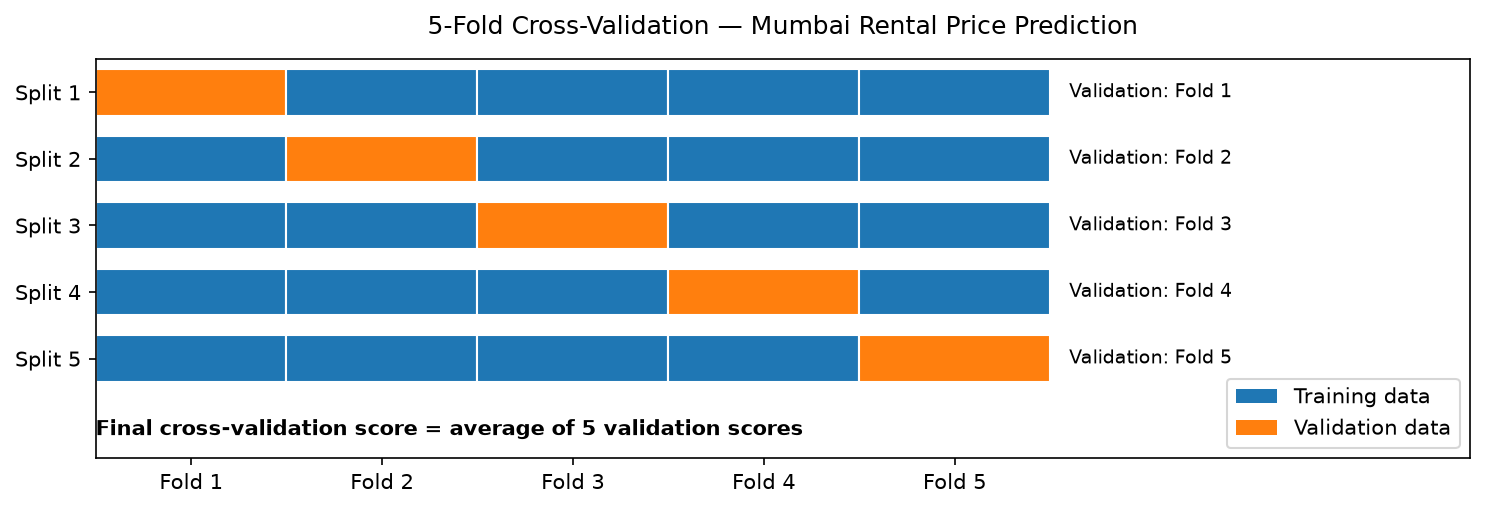 5-Fold Cross-Validation — Mumbai Rental Price Prediction
Split 1
Validation: Fold 1
Split 2
Validation: Fold 2
Split 3
Validation: Fold 3
Split 4
Validation: Fold 4
Split 5
Validation: Fold 5
Training data
Validation data
Final cross-validation score = average of 5 validation scores
Fold 1
Fold 2
Fold 3
Fold 4
Fold 5